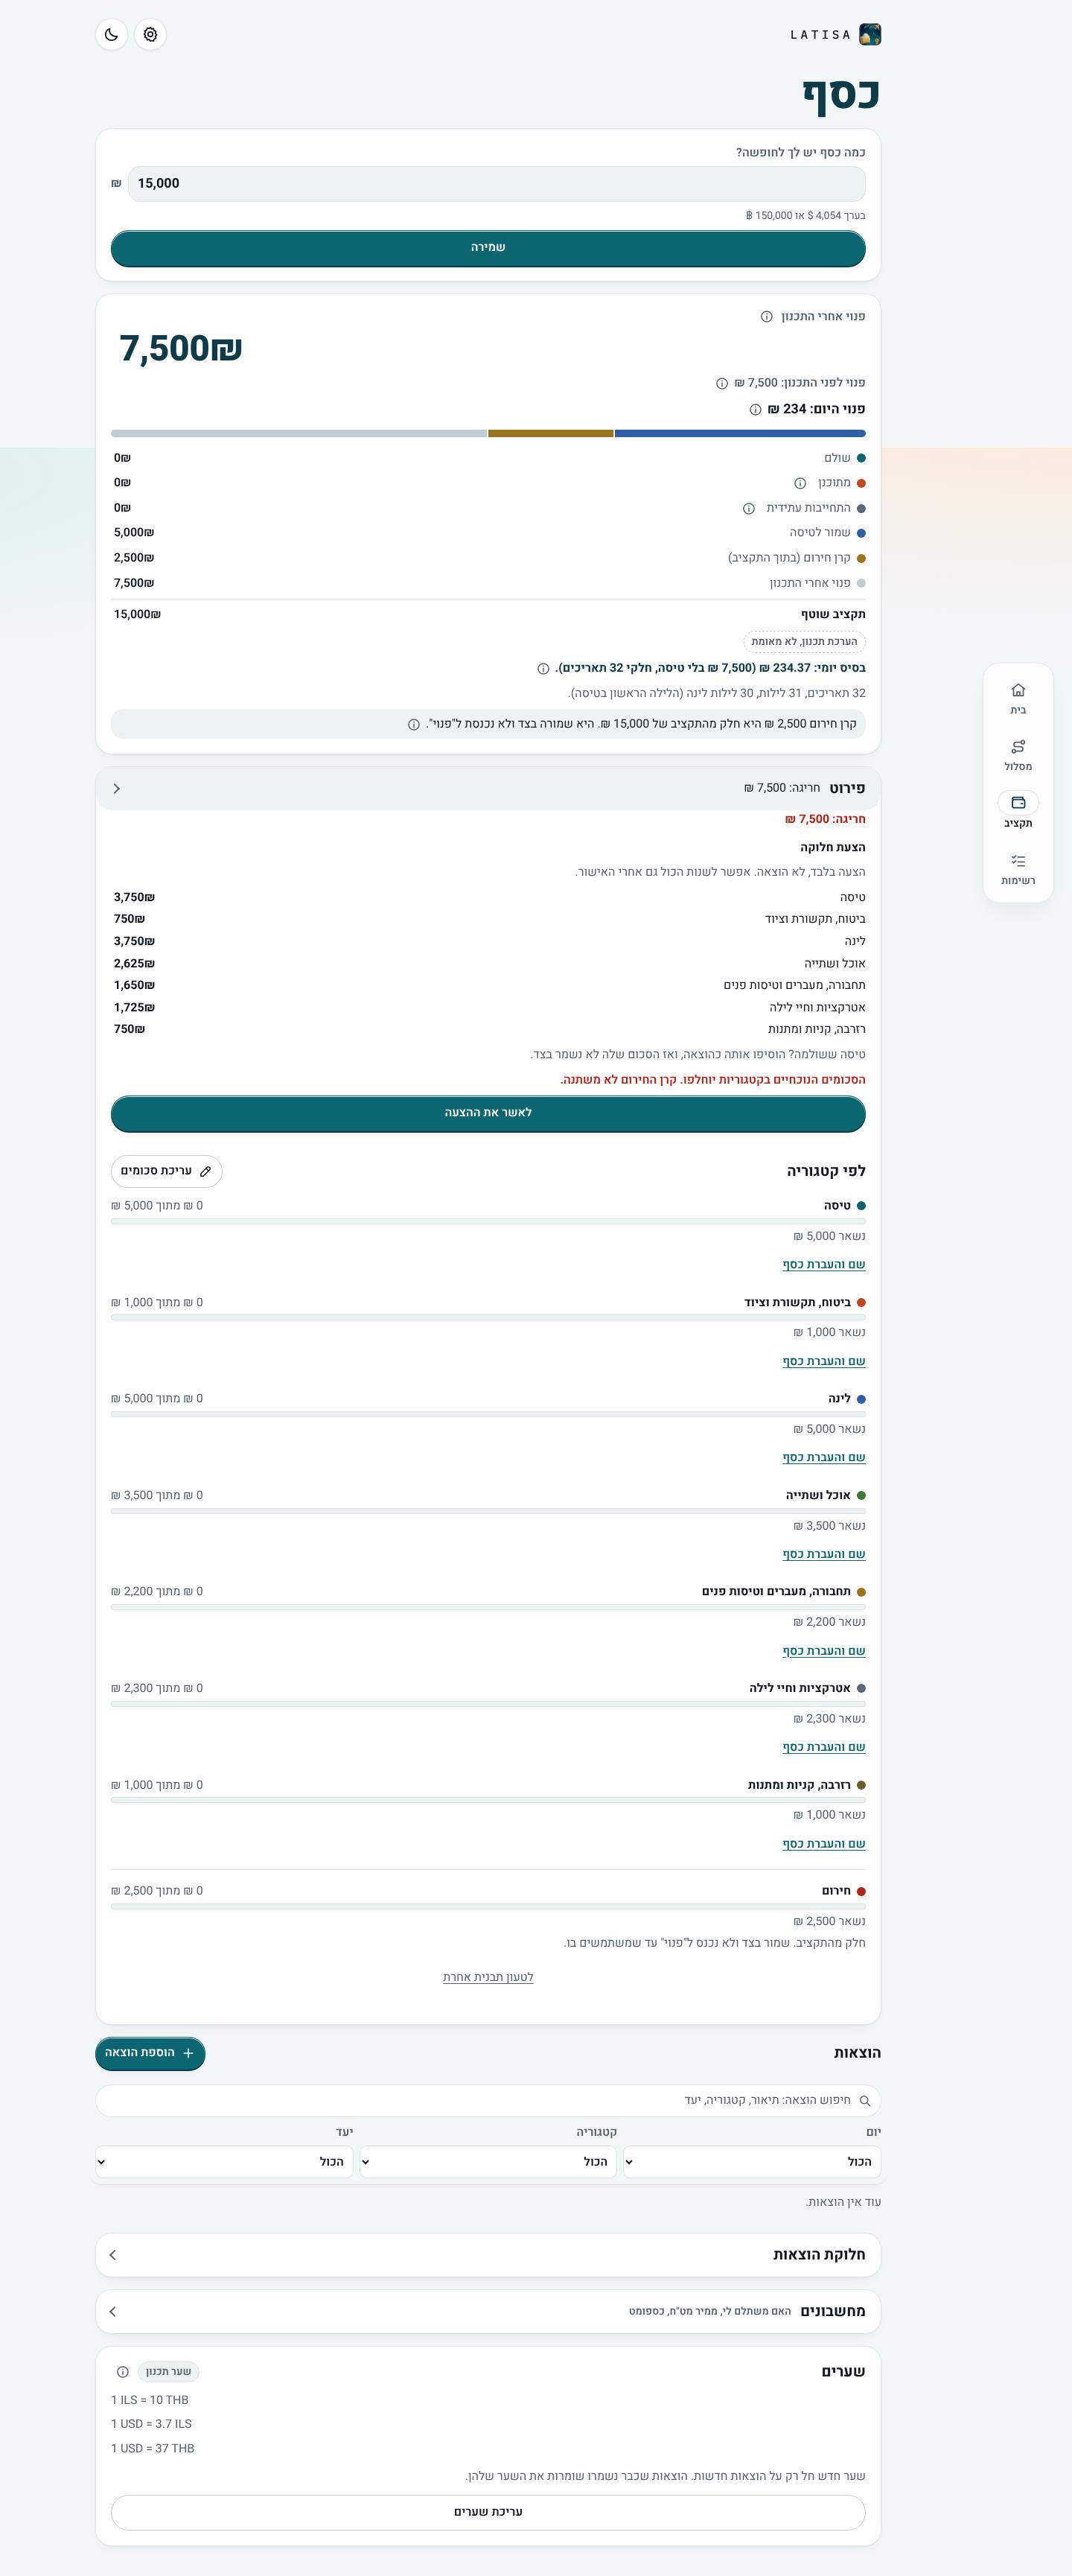 LATISA
כסף
כמה כסף יש לך לחופשה?
15,000 ₪
בערך 4,054 $ או 150,000 ฿
שמירה
פנוי אחרי התכנון
₪7,500
פנוי לפני התכנון: 7,500 ₪
פנוי היום: 234 ₪
שולם ₪0
מתוכנן ₪0
התחייבות עתידית ₪0
שמור לטיסה ₪5,000
קרן חירום (בתוך התקציב) ₪2,500
פנוי אחרי התכנון ₪7,500
תקציב שוטף ₪15,000
הערכת תכנון, לא מאומת
בסיס יומי: 234.37 ₪ (7,500 ₪ בלי טיסה, חלקי 32 תאריכים).
32 תאריכים, 31 לילות, 30 לילות לינה (הלילה הראשון בטיסה).
קרן חירום 2,500 ₪ היא חלק מהתקציב של 15,000 ₪. היא שמורה בצד ולא נכנסת ל"פנוי".
בית
מסלול
תקציב
רשימות
פירוט חריגה: 7,500 ₪
חריגה: 7,500 ₪
הצעת חלוקה
הצעה בלבד, לא הוצאה. אפשר לשנות הכול גם אחרי האישור.
טיסה ₪3,750
ביטוח, תקשורת וציוד ₪750
לינה ₪3,750
אוכל ושתייה ₪2,625
תחבורה, מעברים וטיסות פנים ₪1,650
אטרקציות וחיי לילה ₪1,725
רזרבה, קניות ומתנות ₪750
טיסה ששולמה? הוסיפו אותה כהוצאה, ואז הסכום שלה לא נשמר בצד.
הסכומים הנוכחיים בקטגוריות יוחלפו. קרן החירום לא משתנה.
לאשר את ההצעה
לפי קטגוריה עריכת סכומים
טיסה 0 ₪ מתוך 5,000 ₪
נשאר 5,000 ₪
שם והעברת כסף
ביטוח, תקשורת וציוד 0 ₪ מתוך 1,000 ₪
נשאר 1,000 ₪
שם והעברת כסף
לינה 0 ₪ מתוך 5,000 ₪
נשאר 5,000 ₪
שם והעברת כסף
אוכל ושתייה 0 ₪ מתוך 3,500 ₪
נשאר 3,500 ₪
שם והעברת כסף
תחבורה, מעברים וטיסות פנים 0 ₪ מתוך 2,200 ₪
נשאר 2,200 ₪
שם והעברת כסף
אטרקציות וחיי לילה 0 ₪ מתוך 2,300 ₪
נשאר 2,300 ₪
שם והעברת כסף
רזרבה, קניות ומתנות 0 ₪ מתוך 1,000 ₪
נשאר 1,000 ₪
שם והעברת כסף
חירום 0 ₪ מתוך 2,500 ₪
נשאר 2,500 ₪
חלק מהתקציב. שמור בצד ולא נכנס ל"פנוי" עד שמשתמשים בו.
לטעון תבנית אחרת
הוצאות הוספת הוצאה
חיפוש הוצאה: תיאור, קטגוריה, יעד
יום קטגוריה יעד
הכול הכול הכול
עוד אין הוצאות.
חלוקת הוצאות
מחשבונים האם משתלם לי, ממיר מט"ח, כספומט
שערים שער תכנון
1 ILS = 10 THB
1 USD = 3.7 ILS
1 USD = 37 THB
שער חדש חל רק על הוצאות חדשות. הוצאות שכבר נשמרו שומרות את השער שלהן.
עריכת שערים